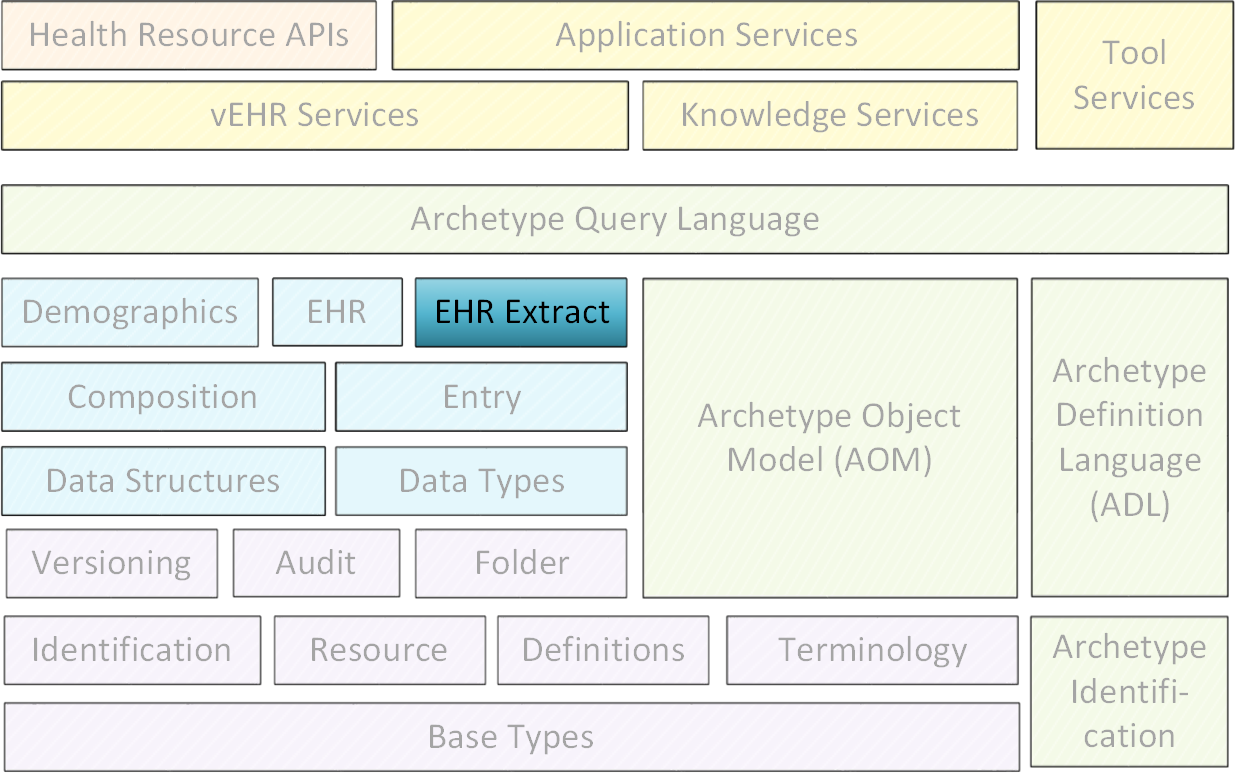 Health Resource APIs
Application Services
Tool
Services
vEHR Services
Knowledge Services
Archetype Query Language
Demographics
EHR
EHR Extract
Composition
Entry
Data Structures
Data Types
Versioning
Audit
Folder
Archetype Object
Model (AOM)
Archetype
Definition
Language
(ADL)
Identification
Resource
Definitions
Terminology
Archetype
Identifi-
cation
Base Types